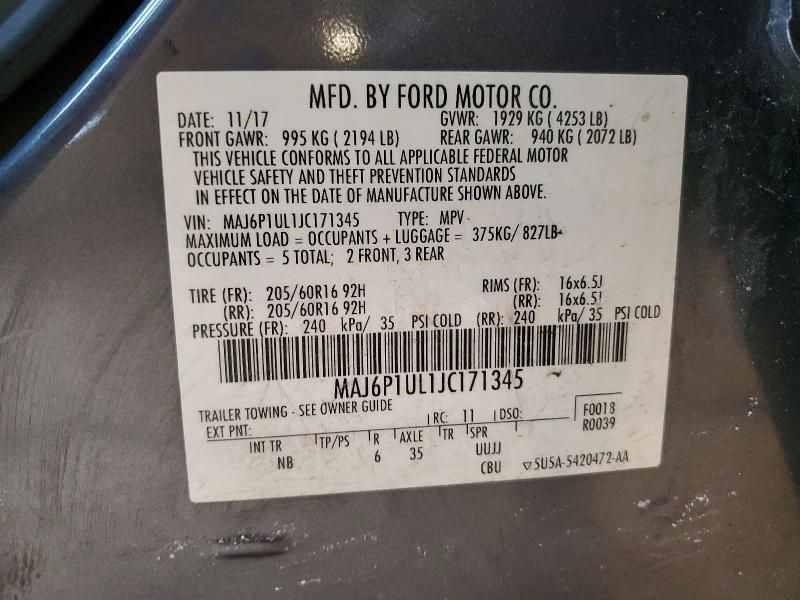 MFD. BY FORD MOTOR CO.
DATE: 11/17 GVWR: 1929 KG ( 4253 LB)
FRONT GAWR: 995 KG ( 2194 LB) REAR GAWR: 940 KG ( 2072 LB)
THIS VEHICLE CONFORMS TO ALL APPLICABLE FEDERAL MOTOR
VEHICLE SAFETY AND THEFT PREVENTION STANDARDS
IN EFFECT ON THE DATE OF MANUFACTURE SHOWN ABOVE.
VIN: MAJ6P1UL1JC171345 TYPE: MPV
MAXIMUM LOAD = OCCUPANTS + LUGGAGE = 375KG/ 827LB
OCCUPANTS = 5 TOTAL; 2 FRONT, 3 REAR
TIRE (FR): 205/60R16 92H RIMS (FR): 16x6.5J
(RR): 205/60R16 92H (RR): 16x6.5J
PRESSURE (FR): 240 kPa/ 35 PSI COLD (RR): 240 kPa/ 35 PSI COLD
MAJ6P1UL1JC171345
TRAILER TOWING - SEE OWNER GUIDE
EXT PNT: RC: 11 DSO: F0018
R0039
INT TR TP/PS R AXLE TR SPR
NB 6 35 UUJJ
CBU ▽5U5A-5420472-AA